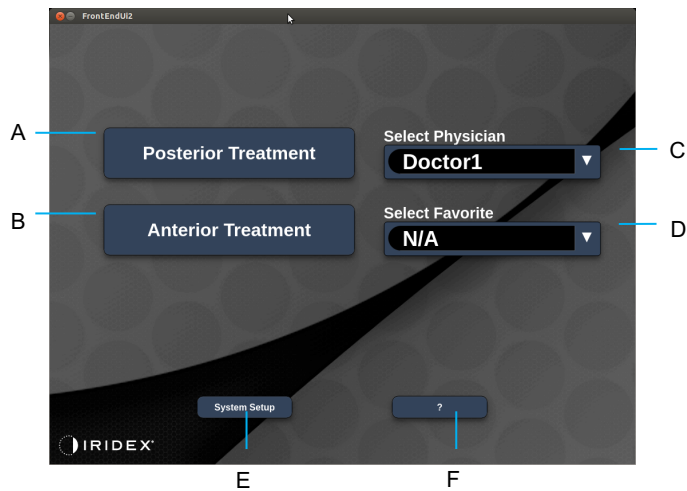 FrontEndUI2
A
Posterior Treatment
Select Physician
Doctor1
C
B
Anterior Treatment
Select Favorite
N/A
D
System Setup
?
IRIDEX
E
F